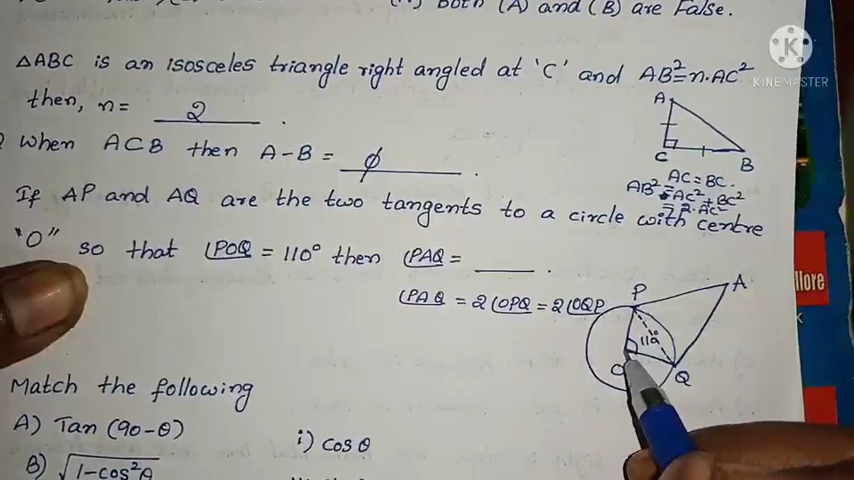 Both (A) and (B) are False.
△ABC is an isosceles triangle right angled at 'C' and AB²=n.AC²
then, n= 2 .
When ACB then A-B = ϕ .
If AP and AQ are the two tangents to a circle with centre
"O" so that ∠POQ = 110° then ∠PAQ = ____ .
∠PAQ = 2∠OPQ = 2∠OQP
A
C
B
AC = BC.
AB² = AC² + BC²
= 2.AC²
P
A
110°
O
Q
Match the following
A) Tan (90-θ)
i) cos θ
B) √1-cos²θ
K
KINEMASTER